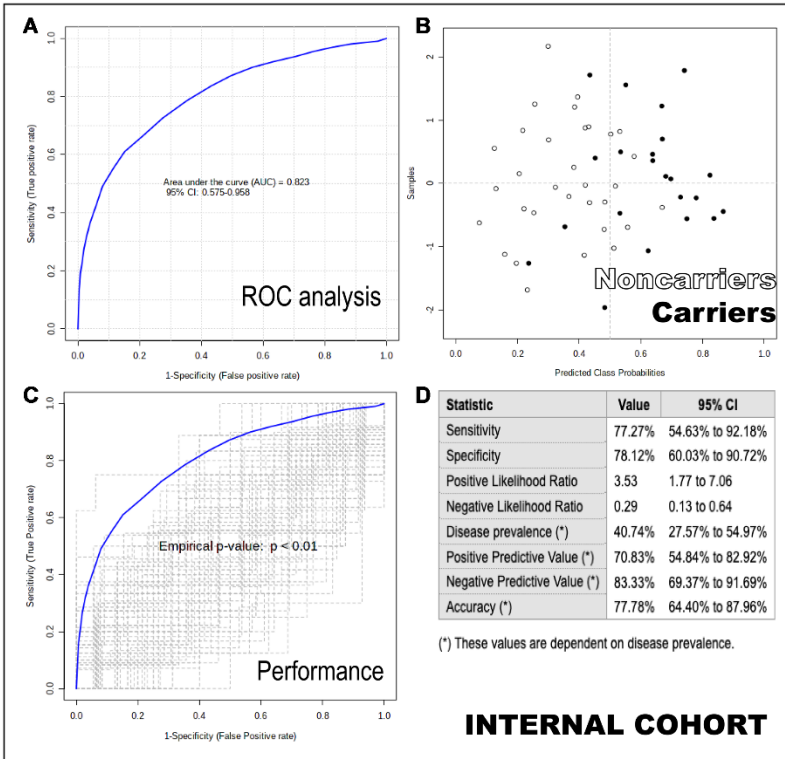 A
Sensitivity (True positive rate)
1.0
0.8
0.6
0.4
0.2
0.0
Area under the curve (AUC) = 0.823
95% CI: 0.575-0.958
ROC analysis
0.0 0.2 0.4 0.6 0.8 1.0
1-Specificity (False positive rate)
B
Samples
2
1
0
-1
-2
Noncarriers
Carriers
0.0 0.2 0.4 0.6 0.8 1.0
Predicted Class Probabilities
C
Sensitivity (True Positive rate)
1.0
0.8
0.6
0.4
0.2
0.0
Empirical p-value: p < 0.01
Performance
0.0 0.2 0.4 0.6 0.8 1.0
1-Specificity (False Positive rate)
D
Statistic Value 95% CI
Sensitivity 77.27% 54.63% to 92.18%
Specificity 78.12% 60.03% to 90.72%
Positive Likelihood Ratio 3.53 1.77 to 7.06
Negative Likelihood Ratio 0.29 0.13 to 0.64
Disease prevalence (*) 40.74% 27.57% to 54.97%
Positive Predictive Value (*) 70.83% 54.84% to 82.92%
Negative Predictive Value (*) 83.33% 69.37% to 91.69%
Accuracy (*) 77.78% 64.40% to 87.96%
(*) These values are dependent on disease prevalence.
INTERNAL COHORT